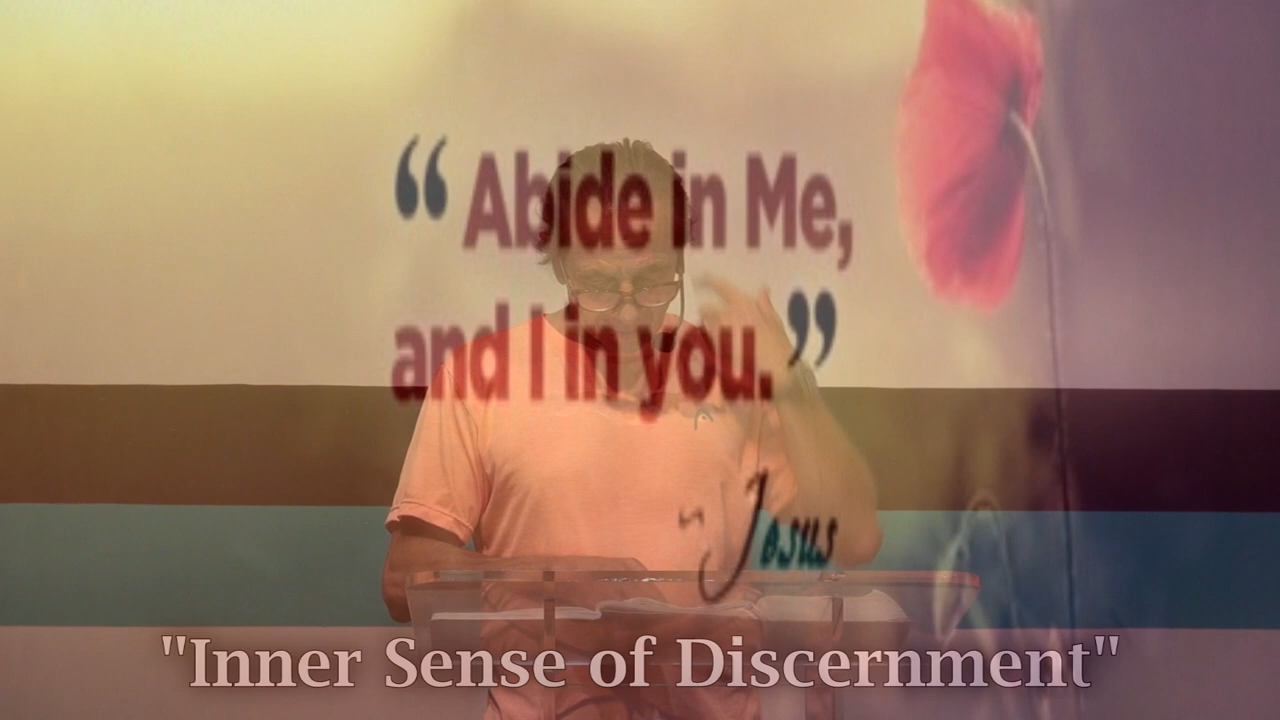 “Abide in Me,
and I in you.”
~ Jesus
"Inner Sense of Discernment"